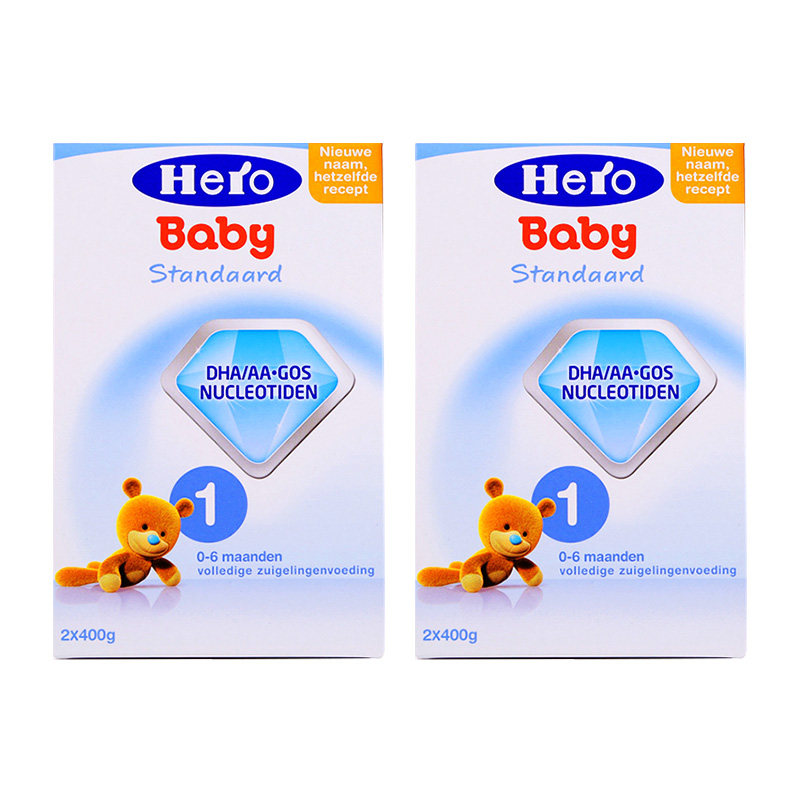 Hero
Baby
Standaard
Nieuwe
naam,
hetzelfde
recept
DHA/AA•GOS
NUCLEOTIDEN
1
0-6 maanden
volledige zuigelingenvoeding
2x400g
Hero
Baby
Standaard
Nieuwe
naam,
hetzelfde
recept
DHA/AA•GOS
NUCLEOTIDEN
1
0-6 maanden
volledige zuigelingenvoeding
2x400g